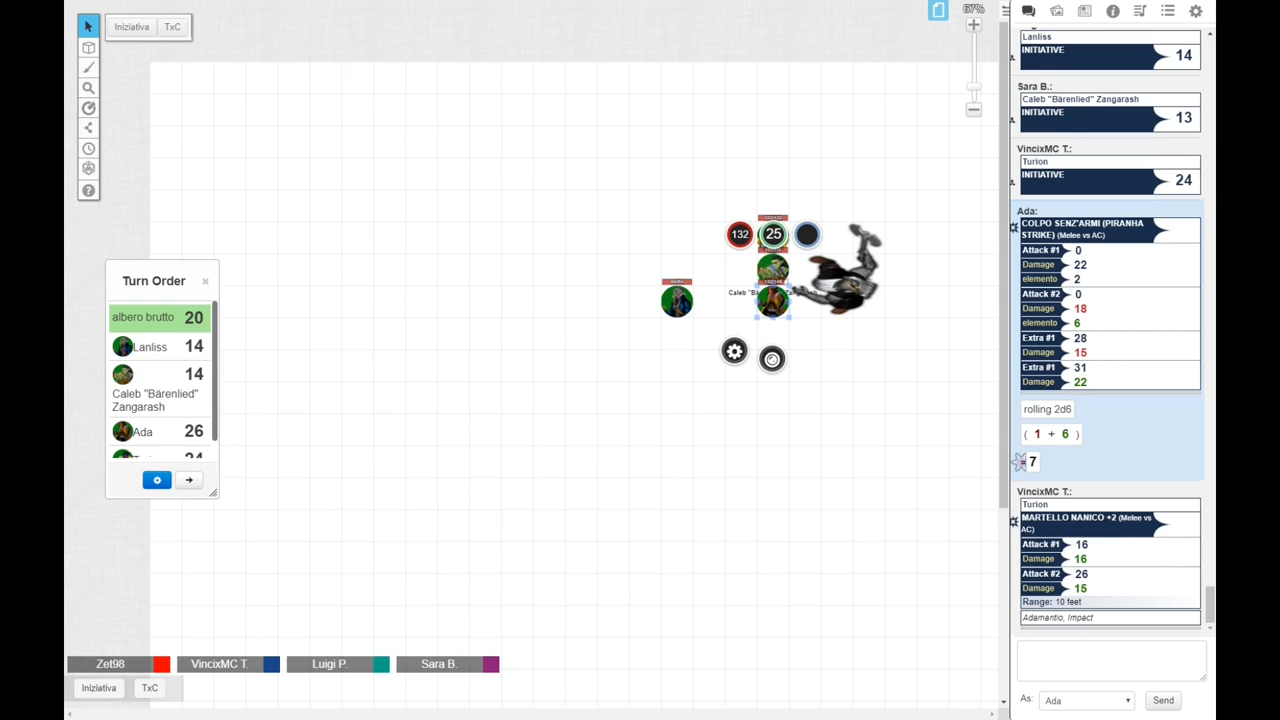 Iniziativa TxC
67%
Turn Order ×
albero brutto 20
Lanliss 14
14
Caleb "Bärenlied"
Zangarash
Ada 26
132 25
Zet98 VincixMC T. Luigi P. Sara B.
Iniziativa TxC
Lanliss
INITIATIVE 14
Sara B.:
Caleb "Bärenlied" Zangarash
INITIATIVE 13
VincixMC T.:
Turion
INITIATIVE 24
Ada:
COLPO SENZ'ARMI (PIRANHA
STRIKE) (Melee vs AC)
Attack #1 0
Damage 22
elemento 2
Attack #2 0
Damage 18
elemento 6
Extra #1 28
Damage 15
Extra #1 31
Damage 22
rolling 2d6
( 1 + 6 )
= 7
VincixMC T.:
Turion
MARTELLO NANICO +2 (Melee vs
AC)
Attack #1 16
Damage 16
Attack #2 26
Damage 15
Range: 10 feet
Adamantio, Impact
As: Ada Send